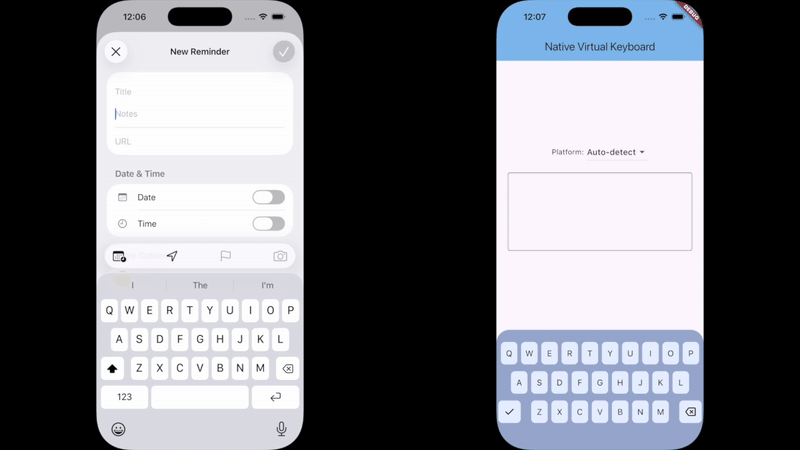 12:06
New Reminder
Title
Notes
URL
Date & Time
Date
Time
I The I'm
Q W E R T Y U I O P
A S D F G H J K L
Z X C V B N M
123
12:07
DEBUG
Native Virtual Keyboard
Platform: Auto-detect
Q W E R T Y U I O P
A S D F G H J K L
Z X C V B N M